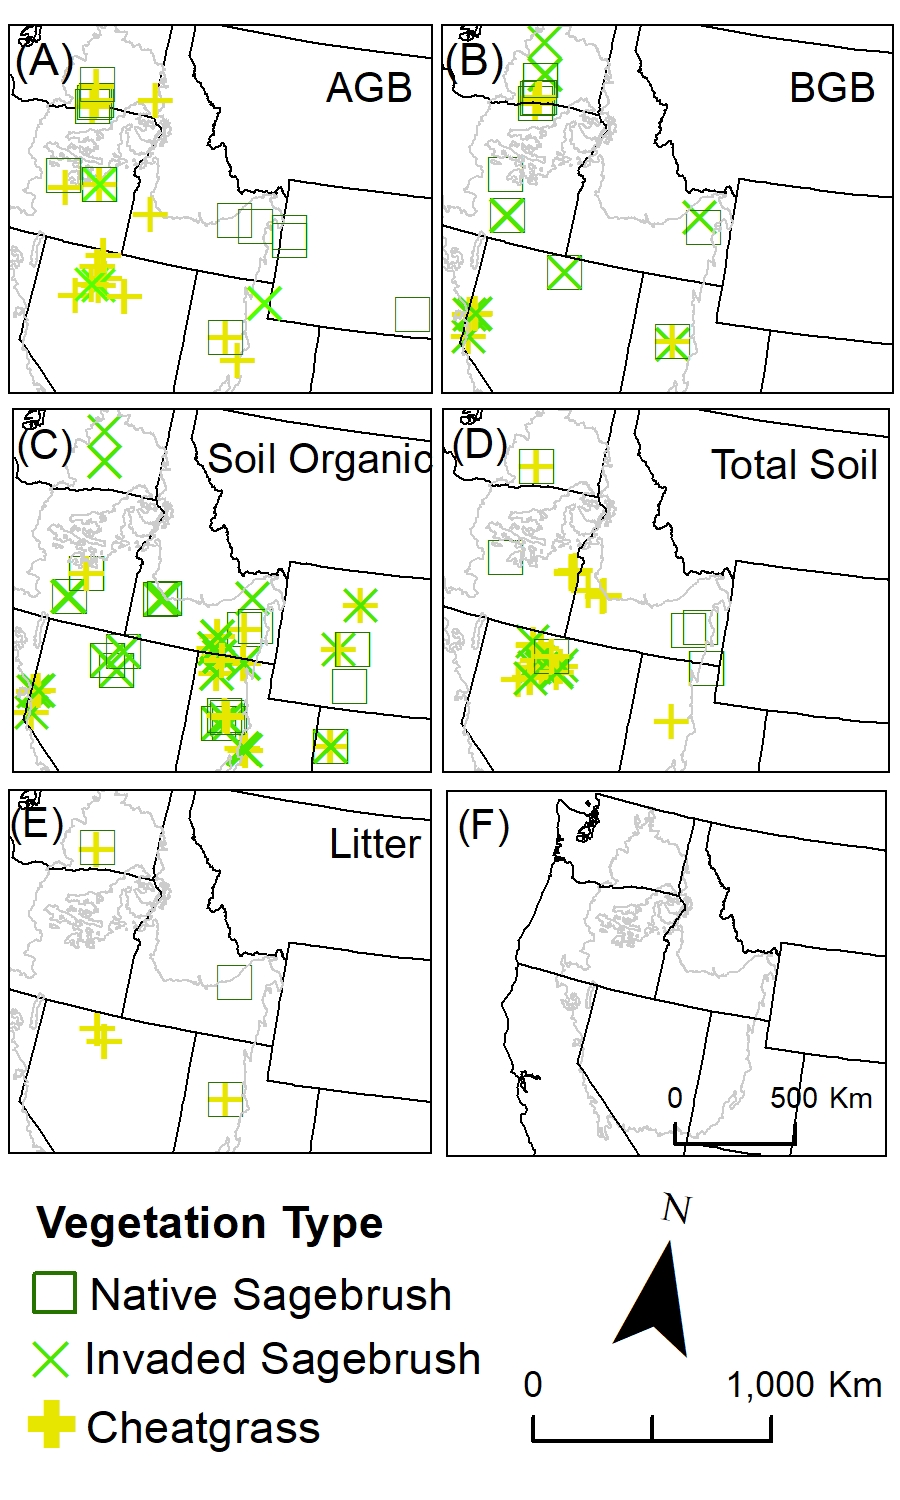 (A)
AGB
(B)
BGB
(C)
Soil Organic
(D)
Total Soil
(E)
Litter
(F)
0 500 Km
Vegetation Type
Native Sagebrush
Invaded Sagebrush
Cheatgrass
N
0 1,000 Km